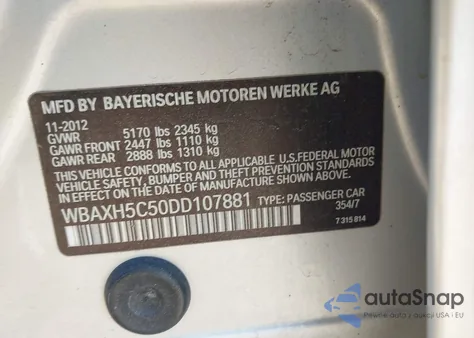 MFD BY BAYERISCHE MOTOREN WERKE AG
11-2012
GVWR 5170 lbs 2345 kg
GAWR FRONT 2447 lbs 1110 kg
GAWR REAR 2888 lbs 1310 kg
THIS VEHICLE CONFORMS TO ALL APPLICABLE U.S.FEDERAL MOTOR
VEHICLE SAFETY, BUMPER AND THEFT PREVENTION STANDARDS
IN EFFECT ON THE DATE OF MANUFACTURE SHOWN ABOVE.
WBAXH5C50DD107881 TYPE: PASSENGER CAR
354/7
7 315 814
autoSnap
USA i EU